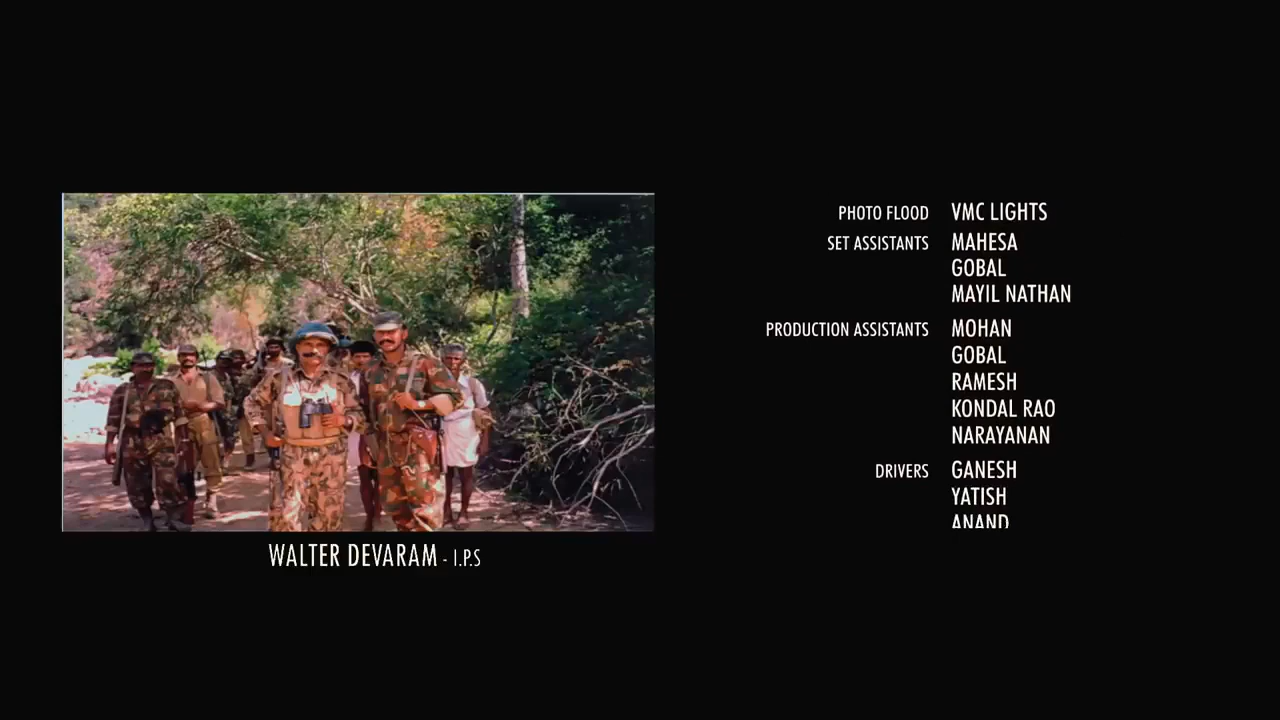 WALTER DEVARAM - I.P.S
PHOTO FLOOD VMC LIGHTS
SET ASSISTANTS MAHESA
GOBAL
MAYIL NATHAN
PRODUCTION ASSISTANTS MOHAN
GOBAL
RAMESH
KONDAL RAO
NARAYANAN
DRIVERS GANESH
YATISH
ANAND